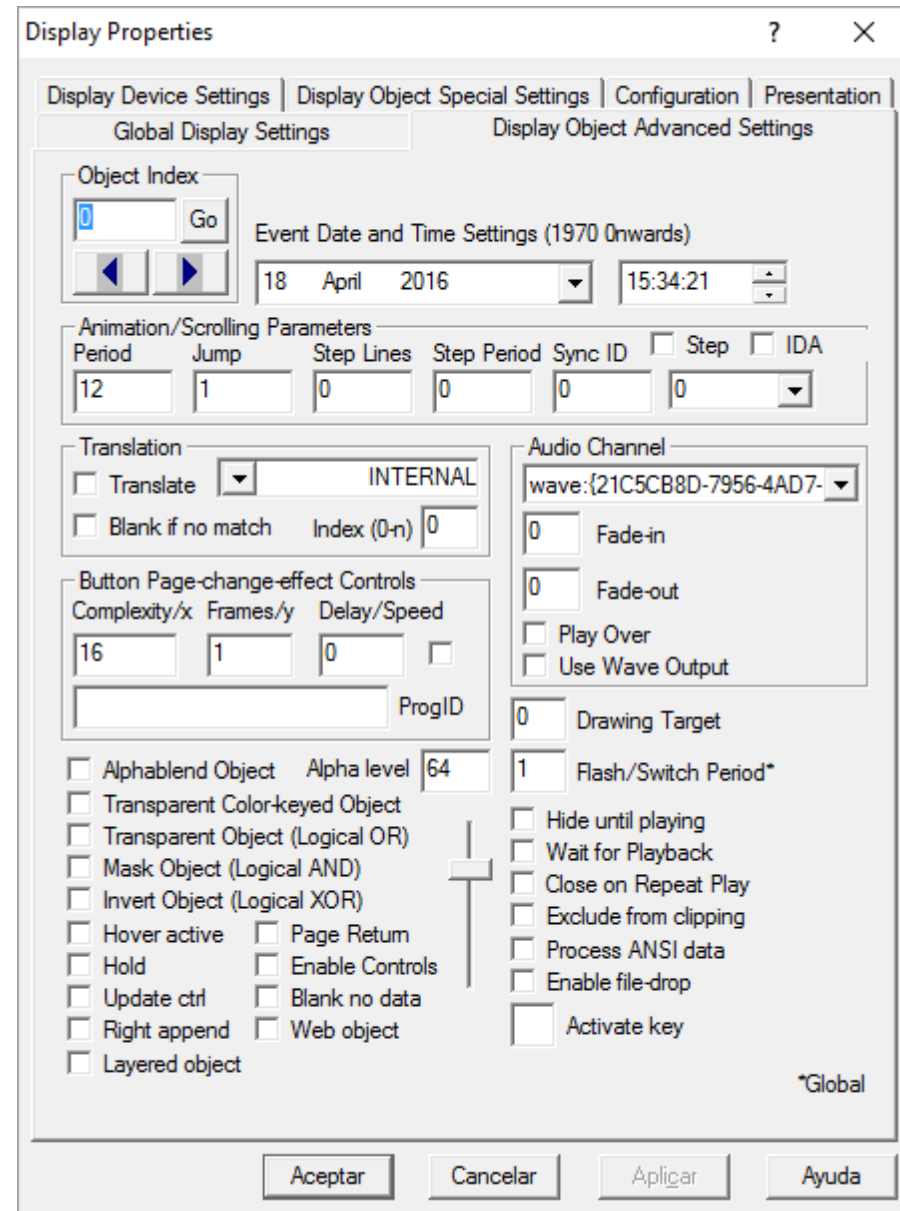 Display Properties ? ×
Display Device Settings Display Object Special Settings Configuration Presentation
Global Display Settings Display Object Advanced Settings
Object Index
0 Go
Event Date and Time Settings (1970 0nwards)
18 April 2016 15:34:21
Animation/Scrolling Parameters
Period Jump Step Lines Step Period Sync ID Step IDA
12 1 0 0 0 0
Translation
Translate INTERNAL
Blank if no match Index (0-n) 0
Audio Channel
wave:{21C5CB8D-7956-4AD7-
0 Fade-in
0 Fade-out
Play Over
Use Wave Output
Button Page-change-effect Controls
Complexity/x Frames/y Delay/Speed
16 1 0
ProgID
0 Drawing Target
Alphablend Object Alpha level 64
1 Flash/Switch Period*
Transparent Color-keyed Object
Transparent Object (Logical OR)
Mask Object (Logical AND)
Invert Object (Logical XOR)
Hover active Page Return
Hold Enable Controls
Update ctrl Blank no data
Right append Web object
Layered object
Hide until playing
Wait for Playback
Close on Repeat Play
Exclude from clipping
Process ANSI data
Enable file-drop
Activate key
*Global
Aceptar Cancelar Aplicar Ayuda